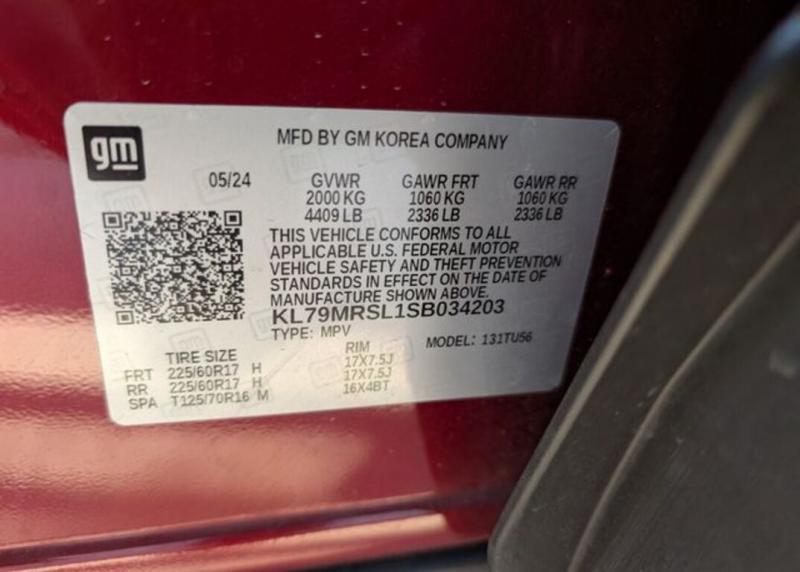 gm
MFD BY GM KOREA COMPANY
05/24 GVWR GAWR FRT GAWR RR
2000 KG 1060 KG 1060 KG
4409 LB 2336 LB 2336 LB
THIS VEHICLE CONFORMS TO ALL
APPLICABLE U.S. FEDERAL MOTOR
VEHICLE SAFETY AND THEFT PREVENTION
STANDARDS IN EFFECT ON THE DATE OF
MANUFACTURE SHOWN ABOVE.
KL79MRSL1SB034203
TYPE: MPV MODEL: 131TU56
TIRE SIZE RIM
FRT 225/60R17 H 17X7.5J
RR 225/60R17 H 17X7.5J
SPA T125/70R16 M 16X4BT